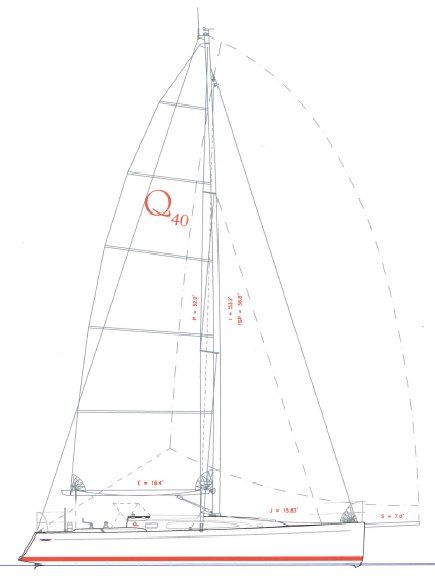 Q40
P = 52.0'
I = 53.2'
ISP = 56.8'
E = 18.4'
J = 15.83'
S = 7.0'